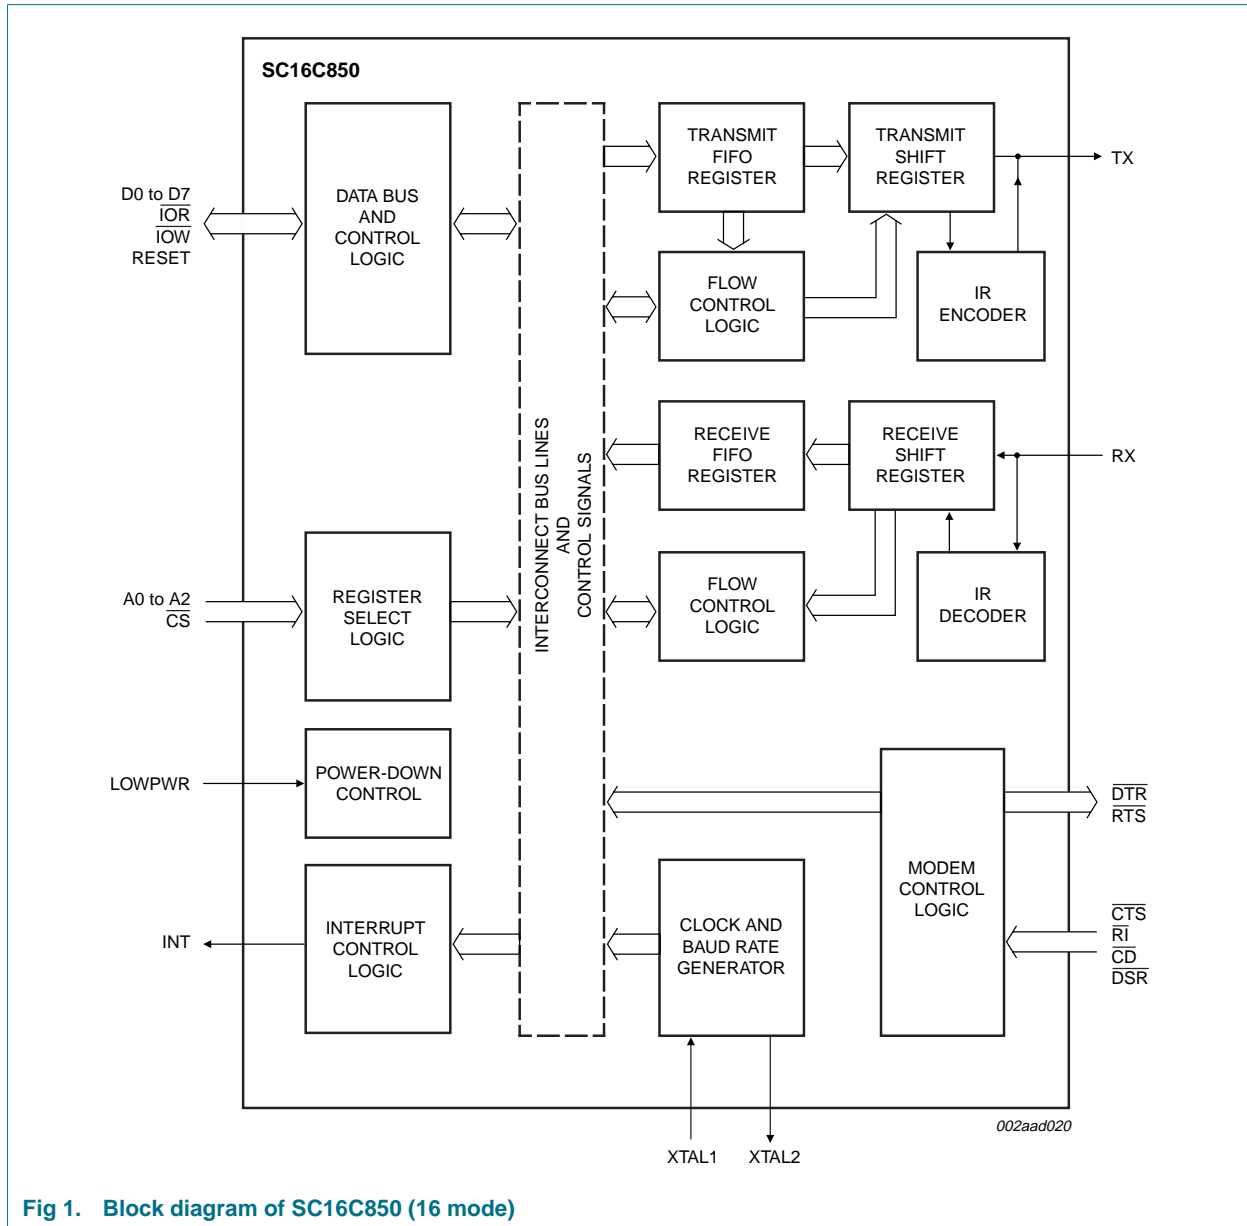 SC16C850
D0 to D7
IOR
IOW
RESET
DATA BUS
AND
CONTROL
LOGIC
TRANSMIT
FIFO
REGISTER
TRANSMIT
SHIFT
REGISTER
TX
FLOW
CONTROL
LOGIC
IR
ENCODER
INTERCONNECT BUS LINES
AND
CONTROL SIGNALS
RECEIVE
FIFO
REGISTER
RECEIVE
SHIFT
REGISTER
RX
A0 to A2
CS
REGISTER
SELECT
LOGIC
FLOW
CONTROL
LOGIC
IR
DECODER
LOWPWR
POWER-DOWN
CONTROL
DTR
RTS
MODEM
CONTROL
LOGIC
CTS
RI
CD
DSR
INT
INTERRUPT
CONTROL
LOGIC
CLOCK AND
BAUD RATE
GENERATOR
XTAL1
XTAL2
002aad020
Fig 1. Block diagram of SC16C850 (16 mode)